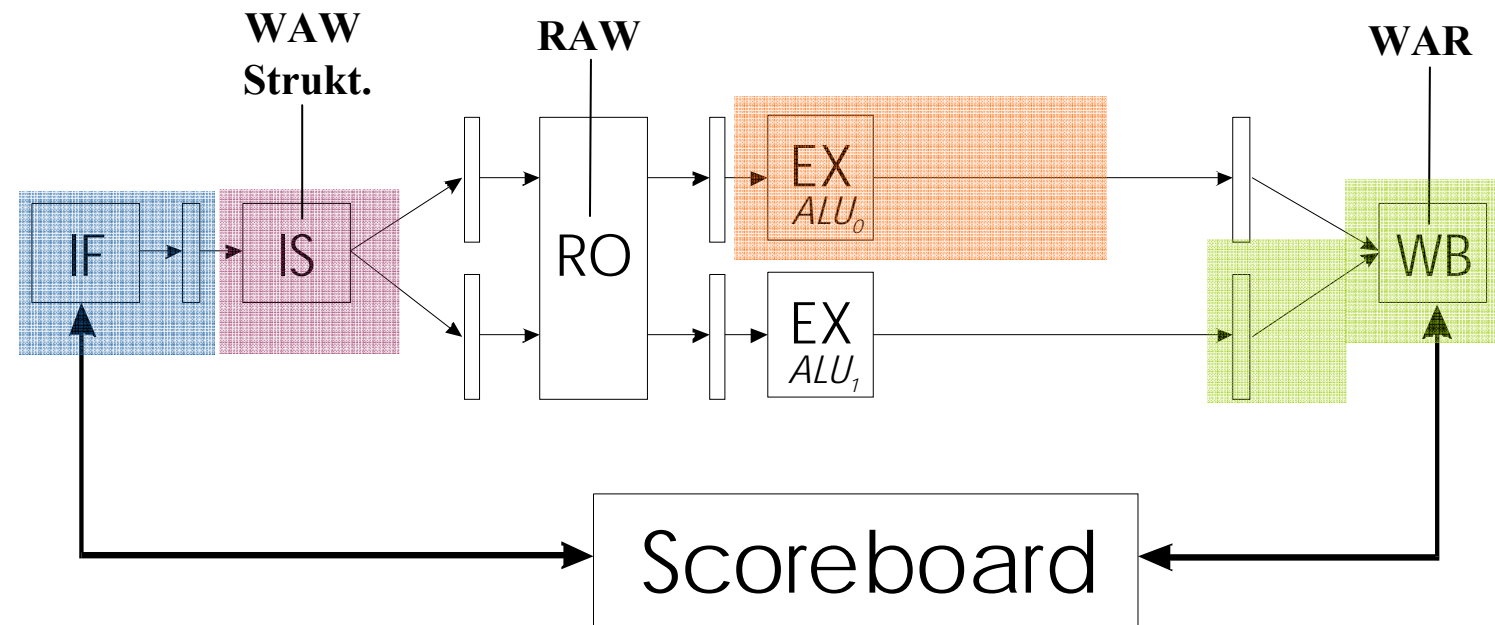 WAW
Strukt.
RAW
WAR
IF
IS
RO
EX
ALU₀
EX
ALU₁
WB
Scoreboard